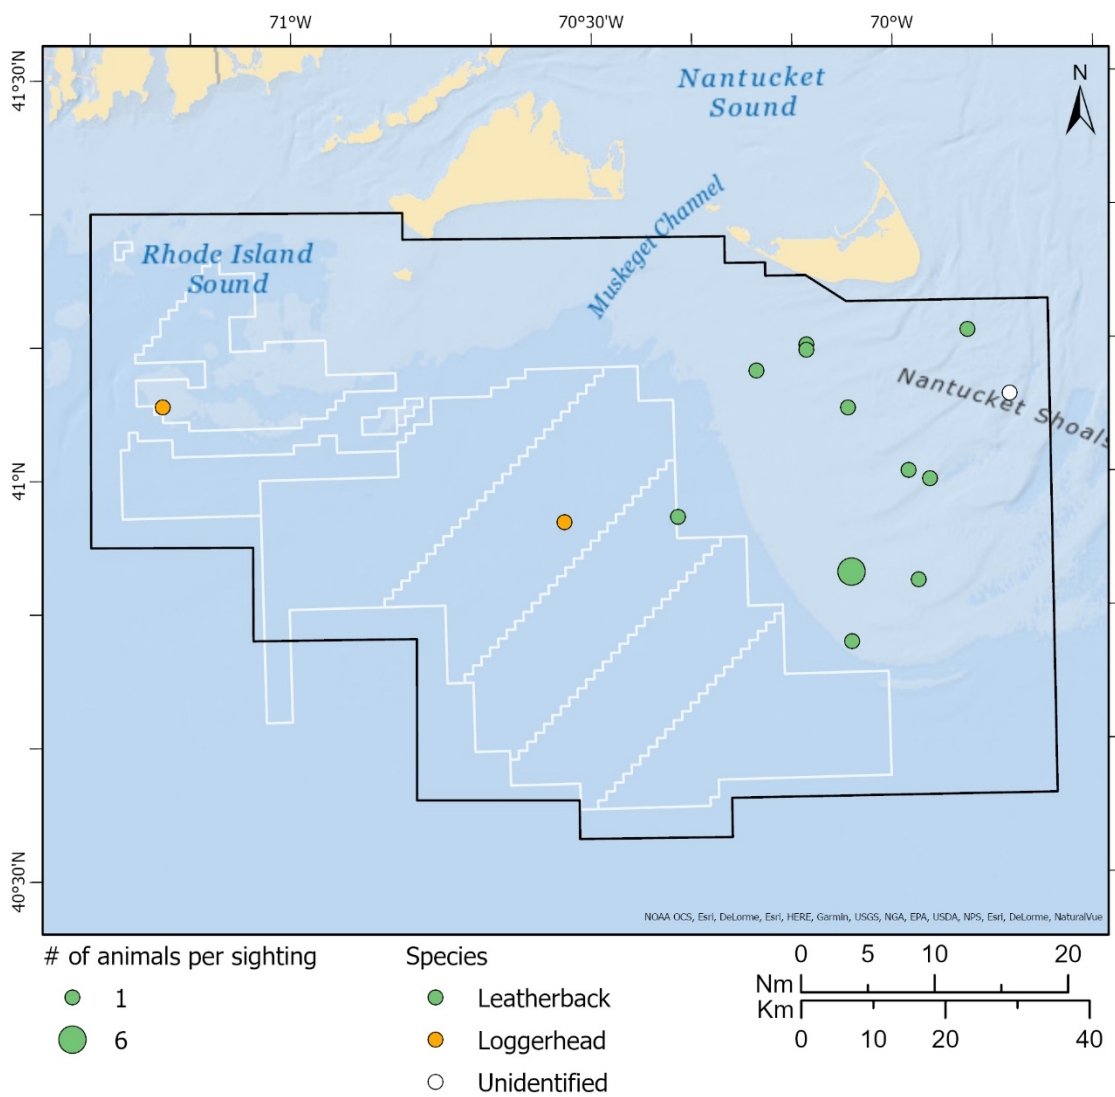 71°W
70°30'W
70°W
41°30'N
41°N
40°30'N
N
Nantucket
Sound
Muskeget Channel
Rhode Island
Sound
Nantucket Shoals
NOAA OCS, Esri, DeLorme, Esri, HERE, Garmin, USGS, NGA, EPA, USDA, NPS, Esri, DeLorme, NaturalVue
# of animals per sighting
1
6
Species
Leatherback
Loggerhead
Unidentified
0 5 10 20
Nm
Km
0 10 20 40